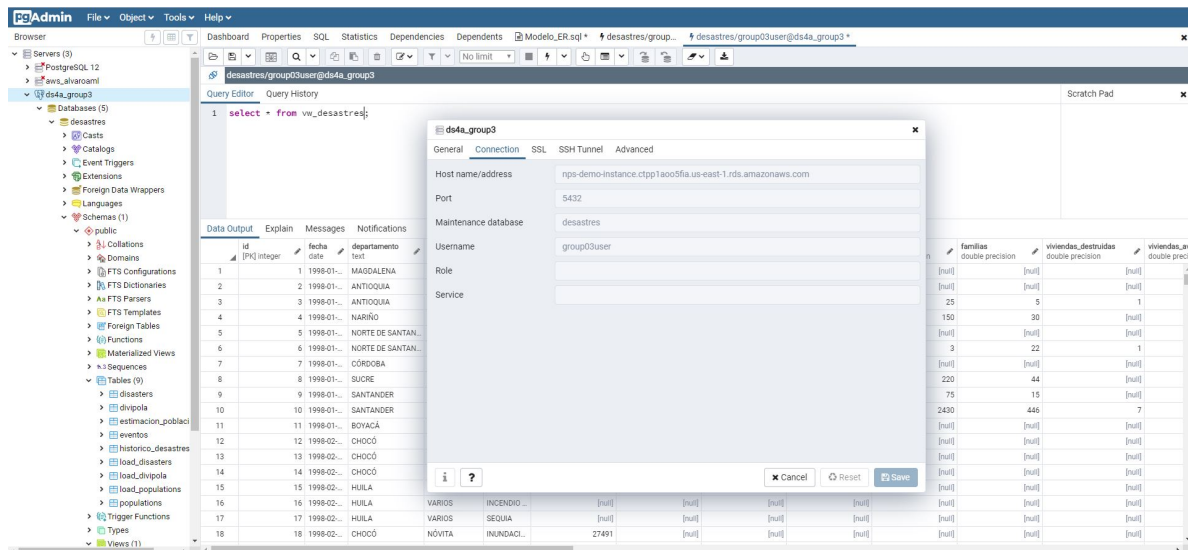 pgAdmin File Object Tools Help
Browser
Dashboard Properties SQL Statistics Dependencies Dependents Modelo_ER.sql * desastres/group... desastres/group03user@ds4a_group3 *
Servers (3)
PostgreSQL 12
aws_alvaroaml
ds4a_group3
Databases (5)
desastres
Casts
Catalogs
Event Triggers
Extensions
Foreign Data Wrappers
Languages
Schemas (1)
public
Collations
Domains
FTS Configurations
FTS Dictionaries
FTS Parsers
FTS Templates
Foreign Tables
Functions
Materialized Views
Sequences
Tables (9)
disasters
divipola
estimacion_poblaci
eventos
historico_desastres
load_disasters
load_divipola
load_populations
populations
Trigger Functions
Types
Views (1)
No limit
desastres/group03user@ds4a_group3
Query Editor Query History
Scratch Pad
1 select * from vw_desastres;
ds4a_group3
General Connection SSL SSH Tunnel Advanced
Host name/address nps-demo-instance.ctpp1aoo5fia.us-east-1.rds.amazonaws.com
Port 5432
Maintenance database desastres
Username group03user
Role
Service
Cancel Reset Save
Data Output Explain Messages Notifications
id [PK] integer fecha date departamento text familias double precision viviendas_destruidas double precision
1 1 1998-01-... MAGDALENA [null] [null] [null]
2 2 1998-01-... ANTIOQUIA [null] [null] [null]
3 3 1998-01-... ANTIOQUIA 25 5 1
4 4 1998-01-... NARIÑO 150 30 [null]
5 5 1998-01-... NORTE DE SANTAN... [null] [null] [null]
6 6 1998-01-... NORTE DE SANTAN... 3 22 1
7 7 1998-01-... CÓRDOBA [null] [null] [null]
8 8 1998-01-... SUCRE 220 44 [null]
9 9 1998-01-... SANTANDER 75 15 [null]
10 10 1998-01-... SANTANDER 2430 446 7
11 11 1998-01-... BOYACÁ [null] [null] [null]
12 12 1998-02-... CHOCÓ [null] [null] [null]
13 13 1998-02-... CHOCÓ [null] [null] [null]
14 14 1998-02-... CHOCÓ [null] [null] [null]
15 15 1998-02-... HUILA [null] [null] [null]
16 16 1998-02-... HUILA VARIOS INCENDIO ... [null] [null] [null] [null] [null] [null] [null]
17 17 1998-02-... HUILA VARIOS SEQUIA [null] [null] [null] [null] [null] [null] [null]
18 18 1998-02-... CHOCÓ NÓVITA INUNDACI... 27491 [null] [null] [null] [null] [null] [null]